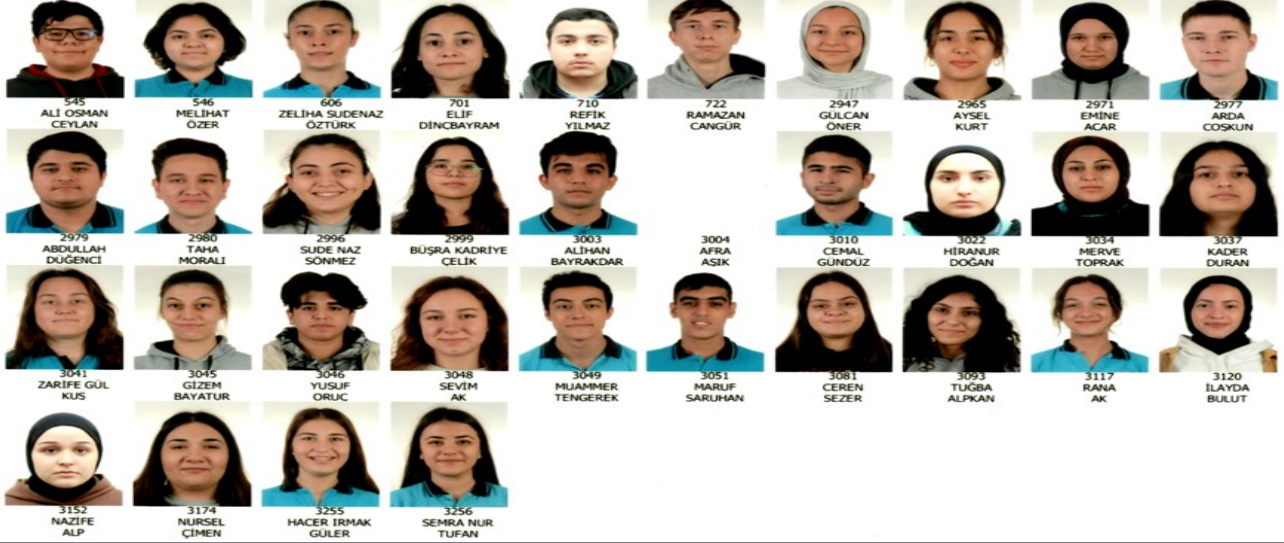 545 546 606 701 710 722 2947 2965 2971 2977
ALİ OSMAN MELİHAT ZELİHA SUDENAZ ELİF REFİK RAMAZAN GÜLCAN AYSEL EMİNE ARDA
CEYLAN ÖZER ÖZTÜRK DİNÇBAYRAM YILMAZ CANGÜR ÖNER KURT ACAR COŞKUN
2979 2980 2996 2999 3003 3004 3010 3022 3034 3037
ABDULLAH TAHA SUDE NAZ BÜŞRA KADRİYE ALİHAN AFRA CEMAL HİRANUR MERVE KADER
DÜĞENCİ MORALI SÖNMEZ ÇELİK BAYRAKDAR AŞIK GÜNDÜZ DOĞAN TOPRAK DURAN
3041 3045 3046 3048 3049 3051 3081 3093 3117 3120
ZARİFE GÜL GİZEM YUSUF SEVİM MUAMMER MARUF CEREN TUĞBA RANA İLAYDA
KUŞ BAYATUR ORUÇ AK TENGEREK SARUHAN SEZER ALPKAN AK BULUT
3152 3174 3255 3256
NAZİFE NURSEL HACER IRMAK SEMRA NUR
ALP ÇİMEN GÜLER TUFAN